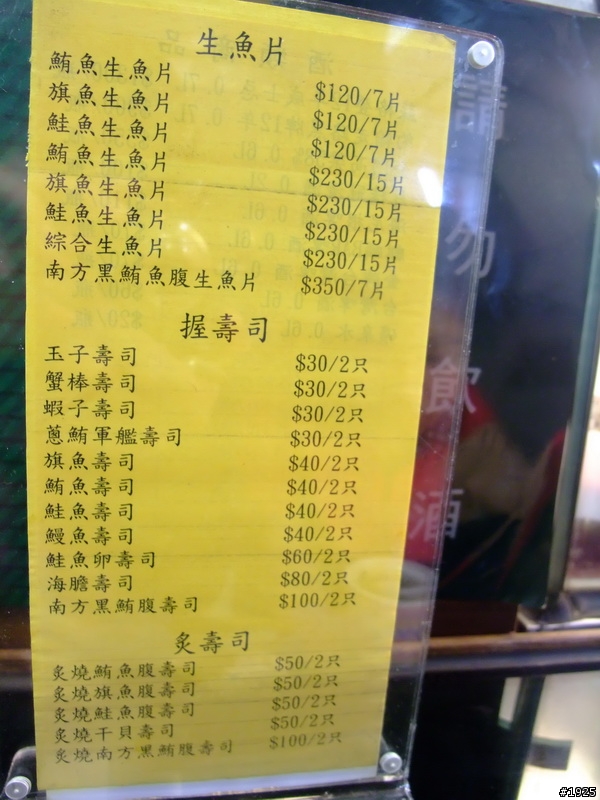 生魚片
鮪魚生魚片 $120/7片
旗魚生魚片 $120/7片
鮭魚生魚片 $120/7片
鮪魚生魚片 $230/15片
旗魚生魚片 $230/15片
鮭魚生魚片 $230/15片
綜合生魚片 $230/15片
南方黑鮪魚腹生魚片 $350/7片
握壽司
玉子壽司 $30/2只
蟹棒壽司 $30/2只
蝦子壽司 $30/2只
蔥鮪軍艦壽司 $30/2只
旗魚壽司 $40/2只
鮪魚壽司 $40/2只
鮭魚壽司 $40/2只
鰻魚壽司 $40/2只
鮭魚卵壽司 $60/2只
海膽壽司 $80/2只
南方黑鮪腹壽司 $100/2只
炙壽司
炙燒鮪魚腹壽司 $50/2只
炙燒旗魚腹壽司 $50/2只
炙燒鮭魚腹壽司 $50/2只
炙燒干貝壽司 $50/2只
炙燒南方黑鮪腹壽司 $100/2只
請勿飲酒
#1925